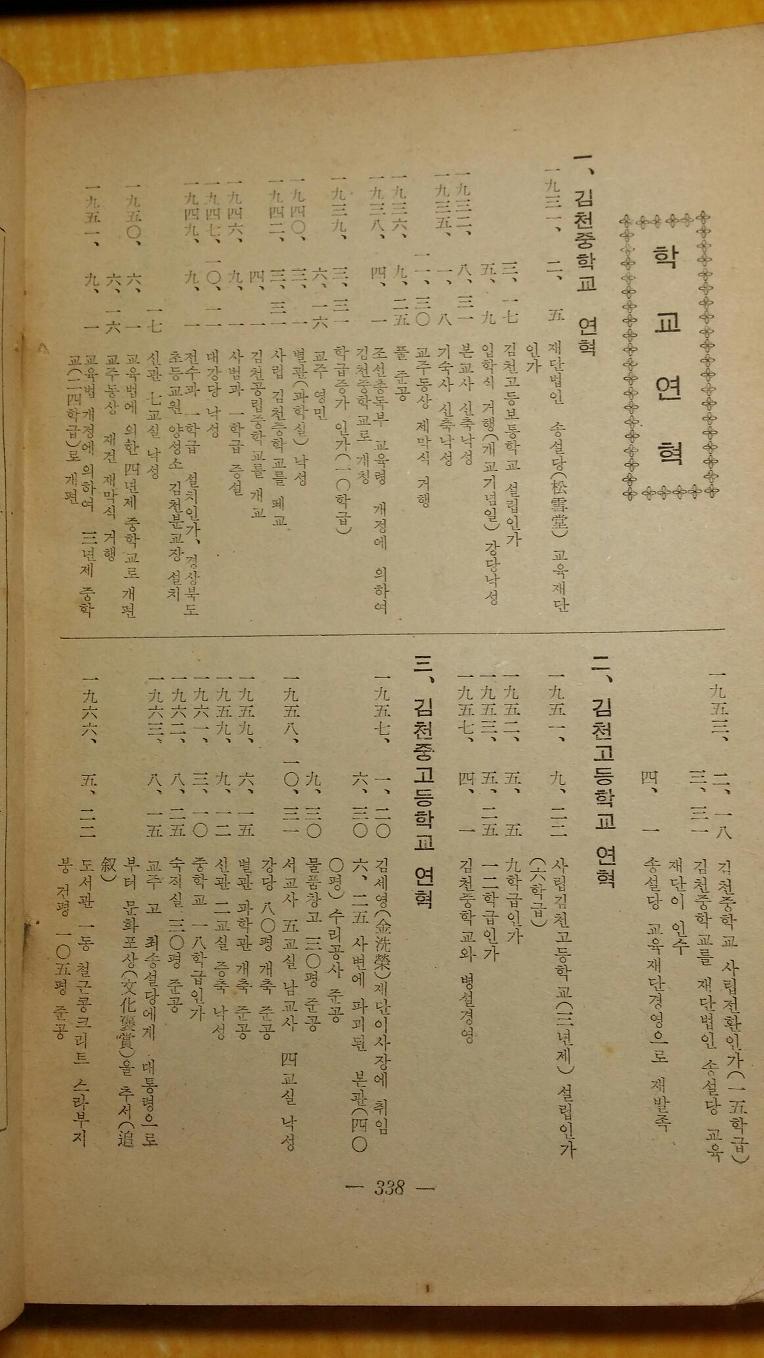 학교연혁
一、김천중학교 연혁
一九三一、 二、 五 재단법인 송설당(松雪堂) 교육재단
인가
三、一七 김천고등보통학교 설립인가
五、 九 입학식 거행(개교기념일) 강당낙성
一九三二、 八、三一 본교사 신축낙성
一九三五、 一、 八 기숙사 신축낙성
一一、三〇 교주동상 제막식 거행
一九三六、 九、二五 풀 준공
一九三八、 四、 一 조선총독부 교육령 개정에 의하여
김천중학교로 개칭
一九三九、 三、三一 학급증가 인가(一〇학급)
六、一六 교주 영민
一九四〇、 三、 一 별관(과학실) 낙성
一九四二、 三、三一 사립 김천중학교를 폐교
四、 一 김천공립중학교를 개교
一九四六、 九、 一 사범과 一학급 증설
一九四七、一〇、一一 대강당 낙성
一九四九、 九、 一 전수과 一학급 설치인가、경상북도
초등교원 양성소 김천분교장 설치
一七 신관 七교실 낙성
一九五〇、 六、 一 교육법에 의한 四년제 중학교로 개편
六、一六 교주동상 재건 제막식 거행
一九五一、 九、 一 교육법 개정에 의하여 三년제 중학
교(二四학급)로 개편
一九五三、 二、一八 김천중학교 사립전환인가(一五학급)
三、三一 김천중학교를 재단법인 송설당 교육
재단이 인수
四、 一 송설당 교육재단경영으로 재발족
二、김천고등학교 연혁
一九五一、 九、二二 사립김천고등학교(三년제) 설립인가
(六학급)
一九五二、 五、 五 九학급인가
一九五三、 五、二五 一二학급인가
一九五七、 四、 一 김천중학교와 병설경영
三、김천중고등학교 연혁
一九五七、 一、二〇 김세영(金洗榮)재단이사장에 취임
六、三〇 六、二五 사변에 파괴된 본관(四〇
〇평) 수리공사 준공
九、三〇 물품창고 三〇평 준공
一九五八、一〇、三一 서교사 五교실 남교사 四교실 낙성
강당 八〇평 개축 준공
一九五九、 六、一五 별관 과학관 개축 준공
一九五九、 九、一二 신관 二교실 증축 낙성
一九六一、 三、一〇 중학교 一八학급인가
一九六二、 八、二五 숙직실 三〇평 준공
一九六三、 八、一五 교주 고 최송설당에게 대통령으로
부터 문화포상(文化褒賞)을 추서(追
叙)
一九六六、 五、二二 도서관 一동 철근콩크리트 스라부지
붕 건평 一〇五평 준공
— 338 —